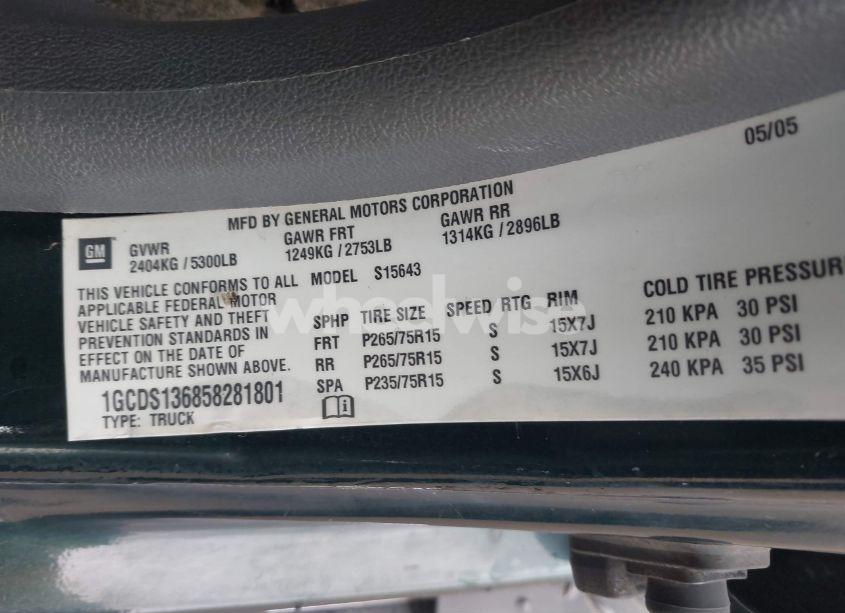 05/05
MFD BY GENERAL MOTORS CORPORATION
GM GVWR GAWR FRT GAWR RR
2404KG / 5300LB 1249KG / 2753LB 1314KG / 2896LB
THIS VEHICLE CONFORMS TO ALL
APPLICABLE FEDERAL MOTOR
VEHICLE SAFETY AND THEFT
PREVENTION STANDARDS IN
EFFECT ON THE DATE OF
MANUFACTURE SHOWN ABOVE.
1GCDS136858281801
TYPE: TRUCK
MODEL S15643
SPHP TIRE SIZE SPEED RTG RIM COLD TIRE PRESSUR
FRT P265/75R15 S 15X7J 210 KPA 30 PSI
RR P265/75R15 S 15X7J 210 KPA 30 PSI
SPA P235/75R15 S 15X6J 240 KPA 35 PSI
wheelwise